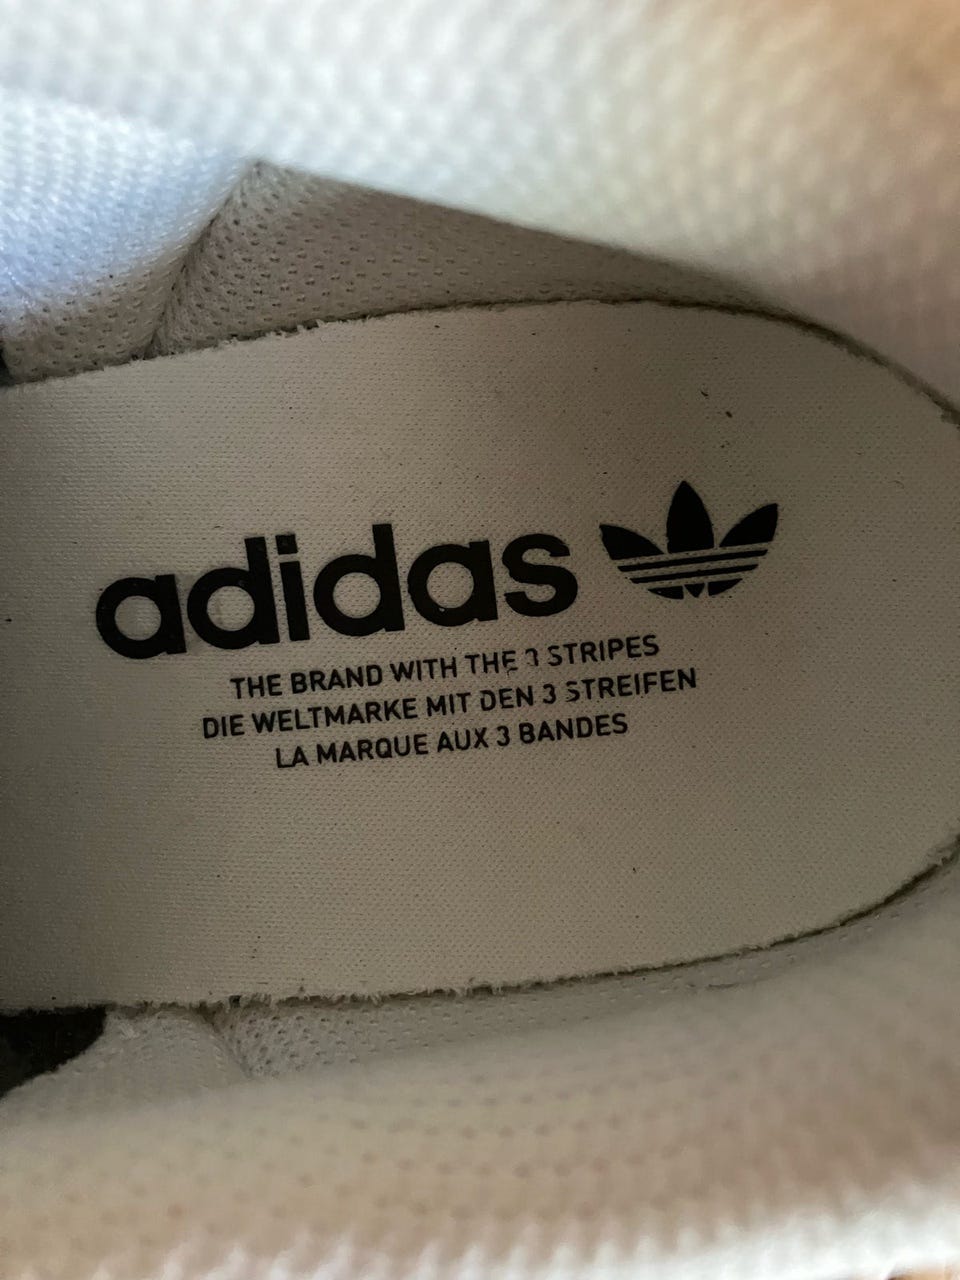 adidas
THE BRAND WITH THE 3 STRIPES
DIE WELTMARKE MIT DEN 3 STREIFEN
LA MARQUE AUX 3 BANDES